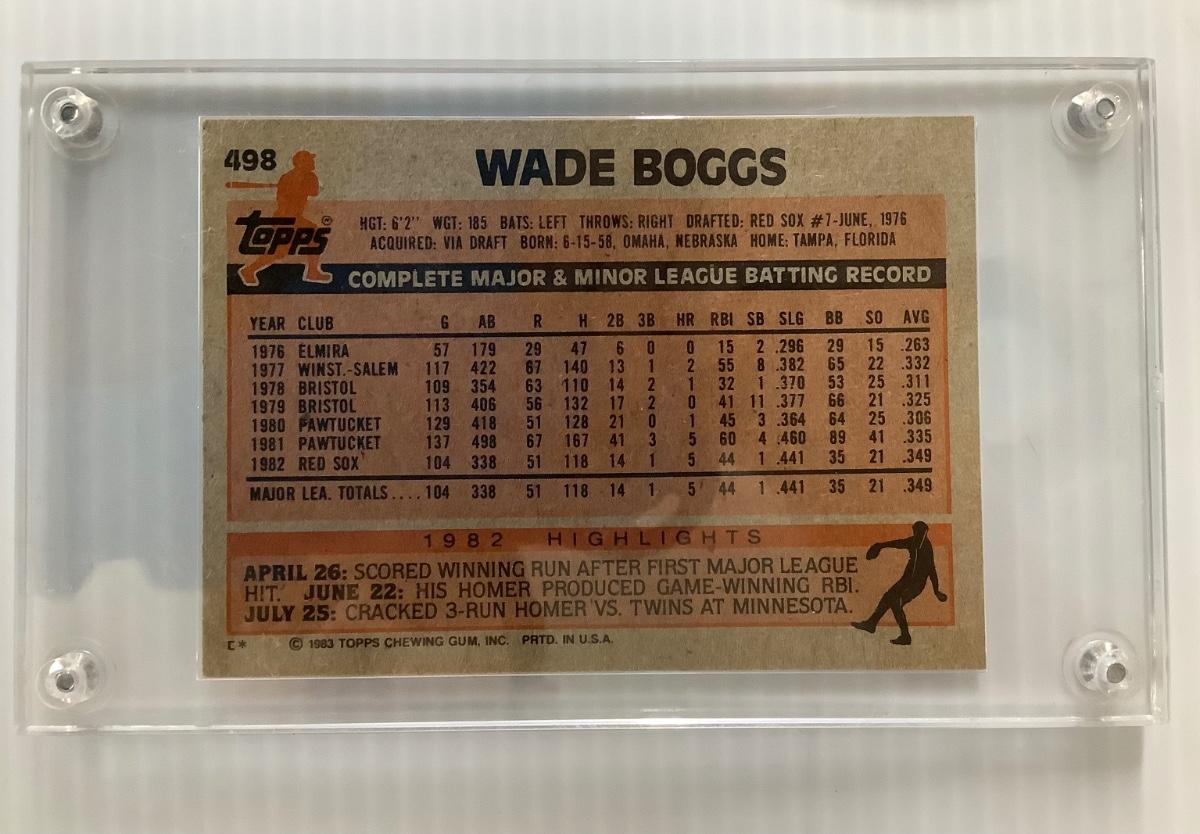 498
WADE BOGGS
topps®
HGT: 6'2" WGT: 185 BATS: LEFT THROWS: RIGHT DRAFTED: RED SOX #7-JUNE, 1976
ACQUIRED: VIA DRAFT BORN: 6-15-58, OMAHA, NEBRASKA HOME: TAMPA, FLORIDA
COMPLETE MAJOR & MINOR LEAGUE BATTING RECORD
YEAR CLUB G AB R H 2B 3B HR RBI SB SLG BB SO AVG
1976 ELMIRA 57 179 29 47 6 0 0 15 2 .296 29 15 .263
1977 WINST.-SALEM 117 422 67 140 13 1 2 55 8 .382 65 22 .332
1978 BRISTOL 109 354 63 110 14 2 1 32 1 .370 53 25 .311
1979 BRISTOL 113 406 56 132 17 2 0 41 11 .377 66 21 .325
1980 PAWTUCKET 129 418 51 128 21 0 1 45 3 .364 64 25 .306
1981 PAWTUCKET 137 498 67 167 41 3 5 60 4 .460 89 41 .335
1982 RED SOX 104 338 51 118 14 1 5 44 1 .441 35 21 .349
MAJOR LEA. TOTALS.... 104 338 51 118 14 1 5 44 1 .441 35 21 .349
1982 HIGHLIGHTS
APRIL 26: SCORED WINNING RUN AFTER FIRST MAJOR LEAGUE
HIT. JUNE 22: HIS HOMER PRODUCED GAME-WINNING RBI.
JULY 25: CRACKED 3-RUN HOMER VS. TWINS AT MINNESOTA.
© 1983 TOPPS CHEWING GUM, INC. PRTD. IN U.S.A.